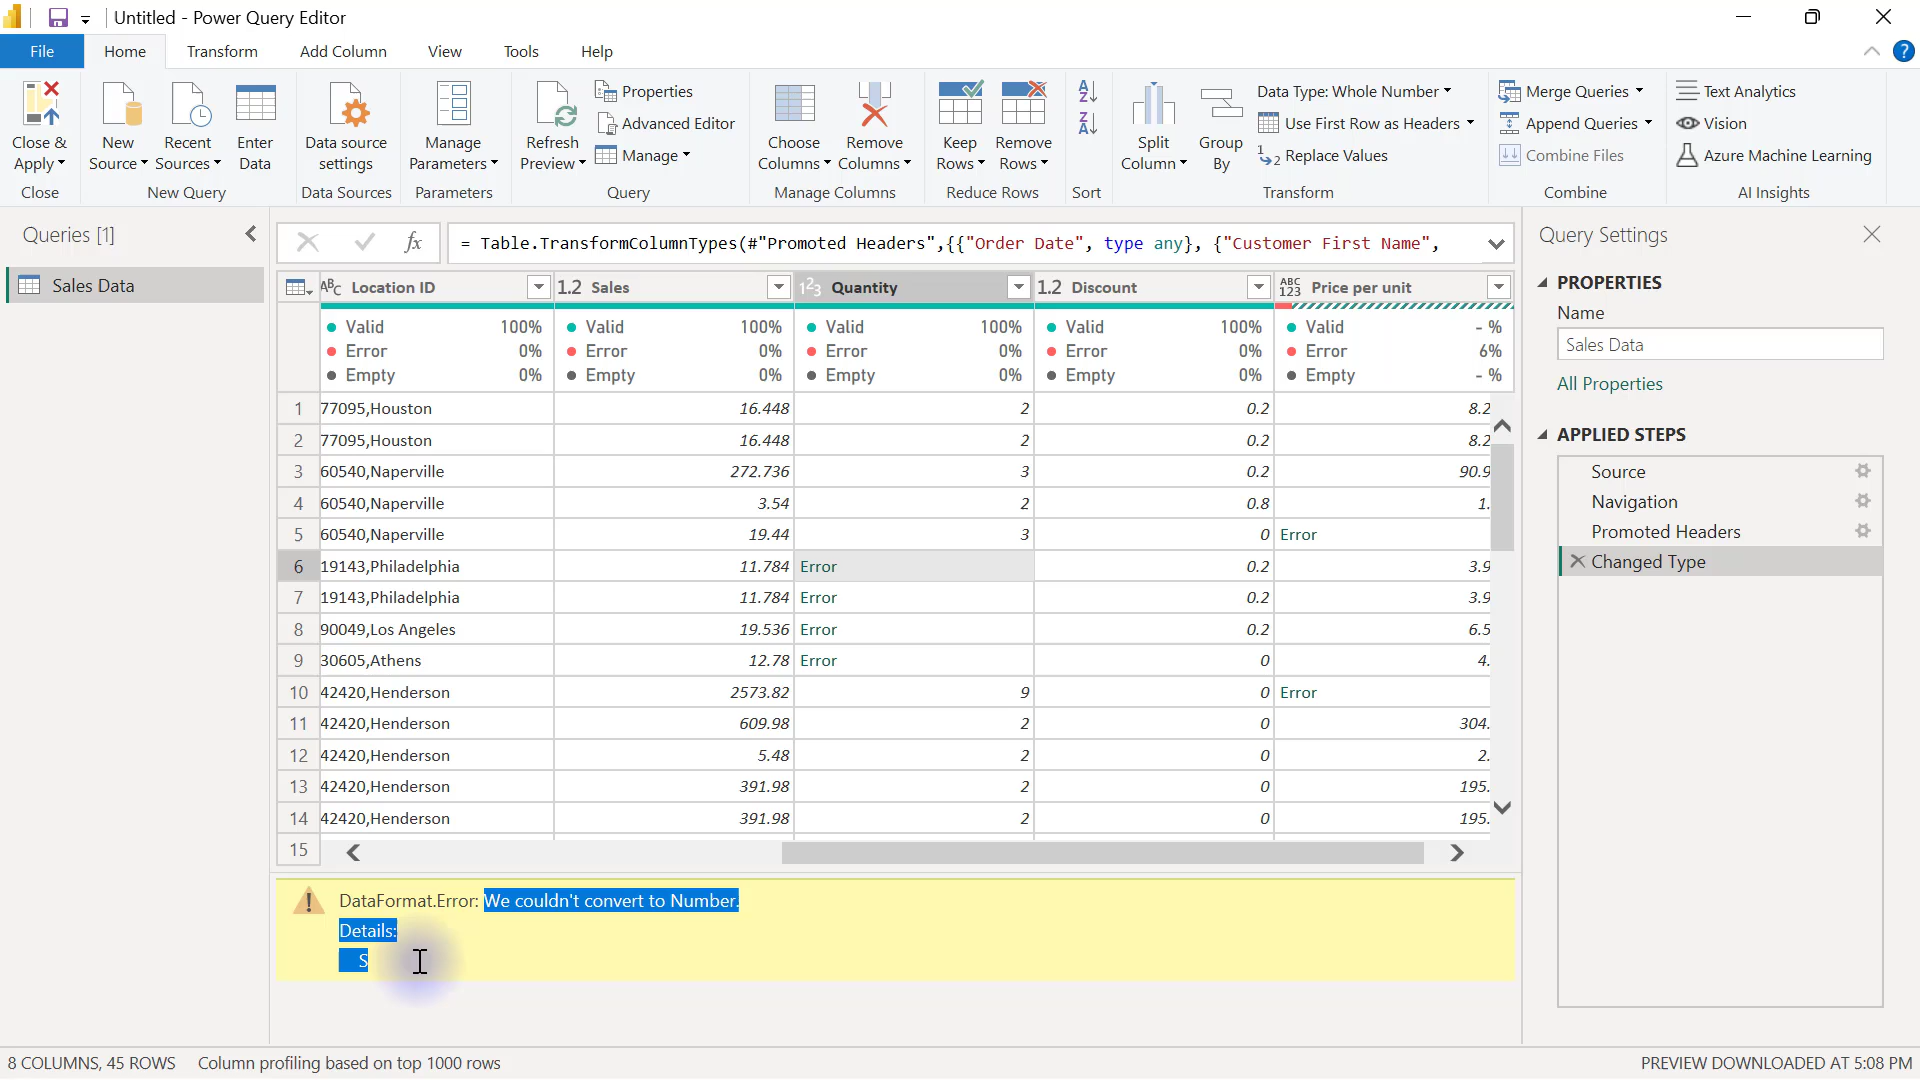 Untitled - Power Query Editor
File Home Transform Add Column View Tools Help
Close & Apply
New Source
Recent Sources
Enter Data
Data source settings
Manage Parameters
Refresh Preview
Properties
Advanced Editor
Manage
Choose Columns
Remove Columns
Keep Rows
Remove Rows
Split Column
Group By
Data Type: Whole Number
Use First Row as Headers
1 2 Replace Values
Merge Queries
Append Queries
Combine Files
Text Analytics
Vision
Azure Machine Learning
Close New Query Data Sources Parameters Query Manage Columns Reduce Rows Sort Transform Combine AI Insights
Queries [1]
Sales Data
fx = Table.TransformColumnTypes(#"Promoted Headers",{{"Order Date", type any}, {"Customer First Name",
ABC Location ID 1.2 Sales 123 Quantity 1.2 Discount ABC 123 Price per unit
Valid 100% Valid 100% Valid 100% Valid 100% Valid - %
Error 0% Error 0% Error 0% Error 0% Error 6%
Empty 0% Empty 0% Empty 0% Empty 0% Empty - %
1 77095,Houston 16.448 2 0.2 8.2
2 77095,Houston 16.448 2 0.2 8.2
3 60540,Naperville 272.736 3 0.2 90.9
4 60540,Naperville 3.54 2 0.8 1.
5 60540,Naperville 19.44 3 0 Error
6 19143,Philadelphia 11.784 Error 0.2 3.9
7 19143,Philadelphia 11.784 Error 0.2 3.9
8 90049,Los Angeles 19.536 Error 0.2 6.5
9 30605,Athens 12.78 Error 0 4.
10 42420,Henderson 2573.82 9 0 Error
11 42420,Henderson 609.98 2 0 304.
12 42420,Henderson 5.48 2 0 2.
13 42420,Henderson 391.98 2 0 195.
14 42420,Henderson 391.98 2 0 195.
15
DataFormat.Error: We couldn't convert to Number.
Details:
S
Query Settings
PROPERTIES
Name
Sales Data
All Properties
APPLIED STEPS
Source
Navigation
Promoted Headers
Changed Type
8 COLUMNS, 45 ROWS Column profiling based on top 1000 rows PREVIEW DOWNLOADED AT 5:08 PM